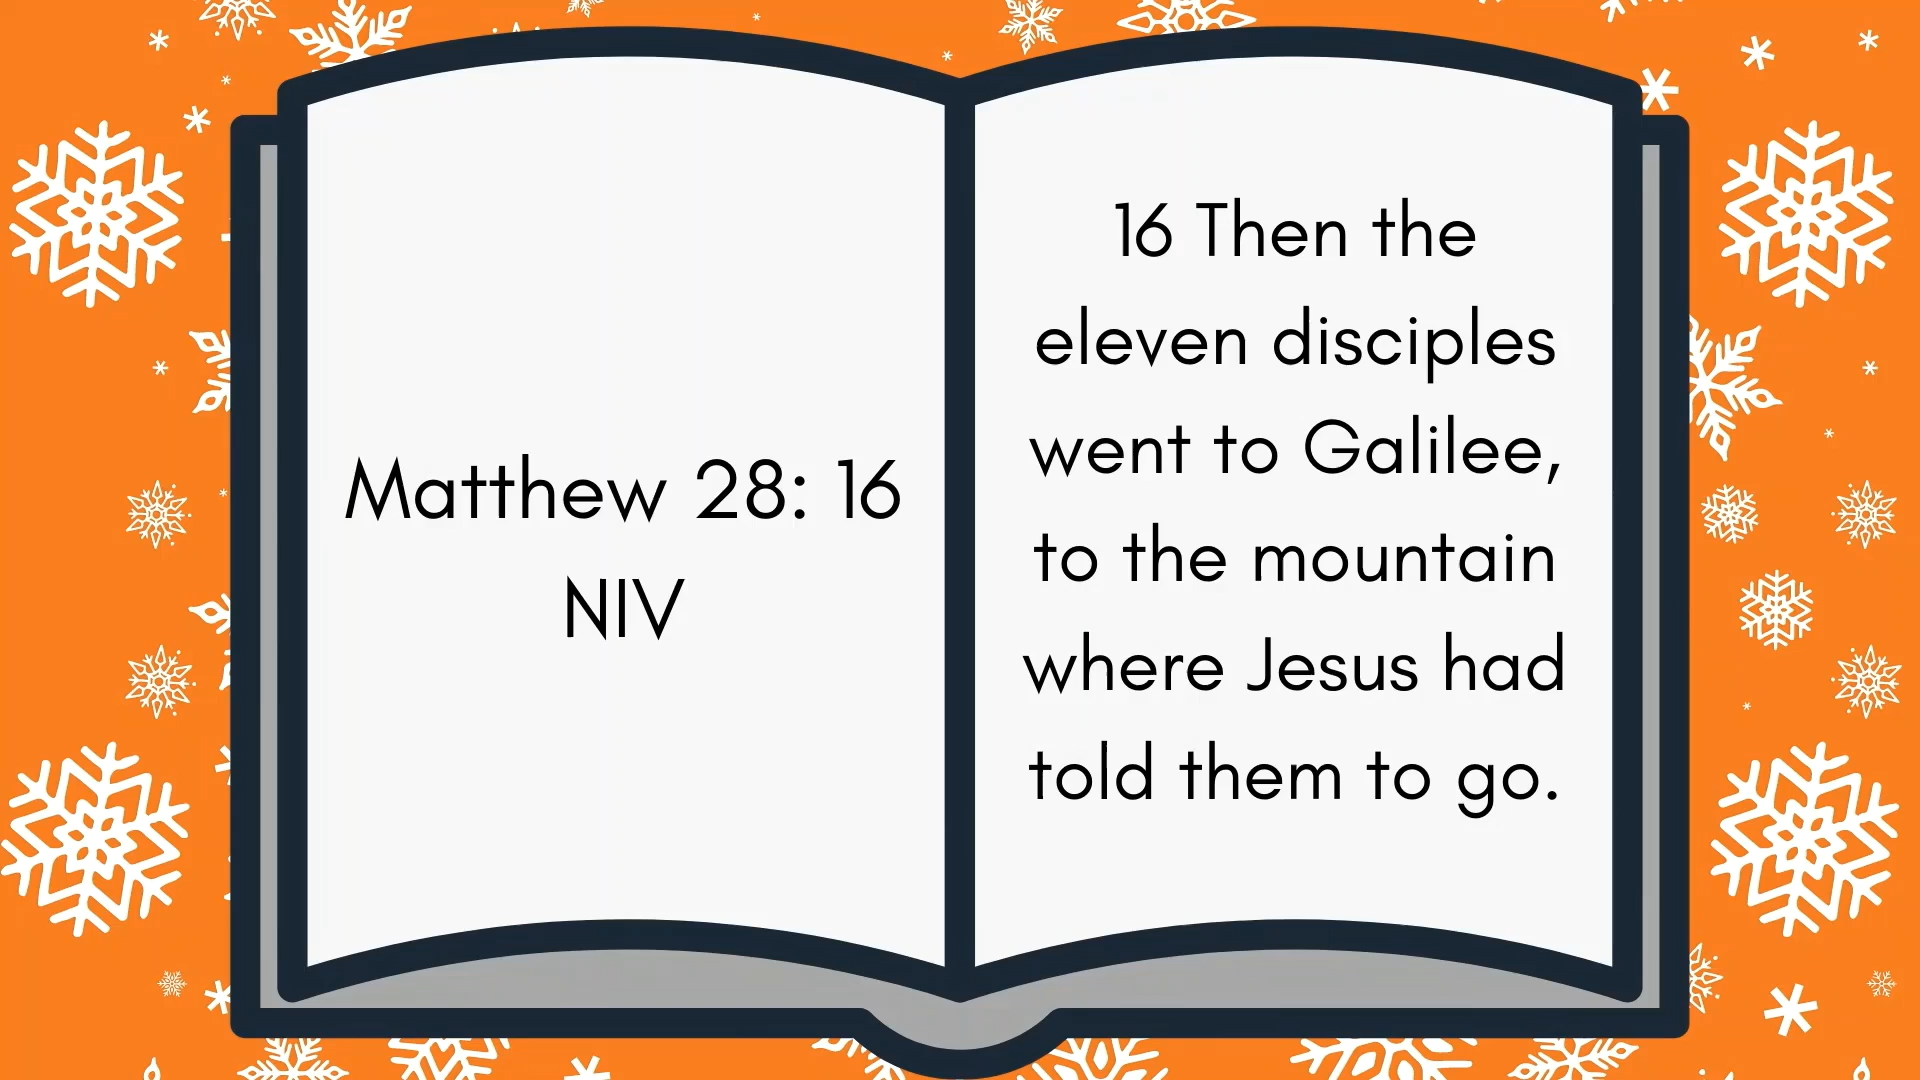 Matthew 28: 16
NIV
16 Then the
eleven disciples
went to Galilee,
to the mountain
where Jesus had
told them to go.